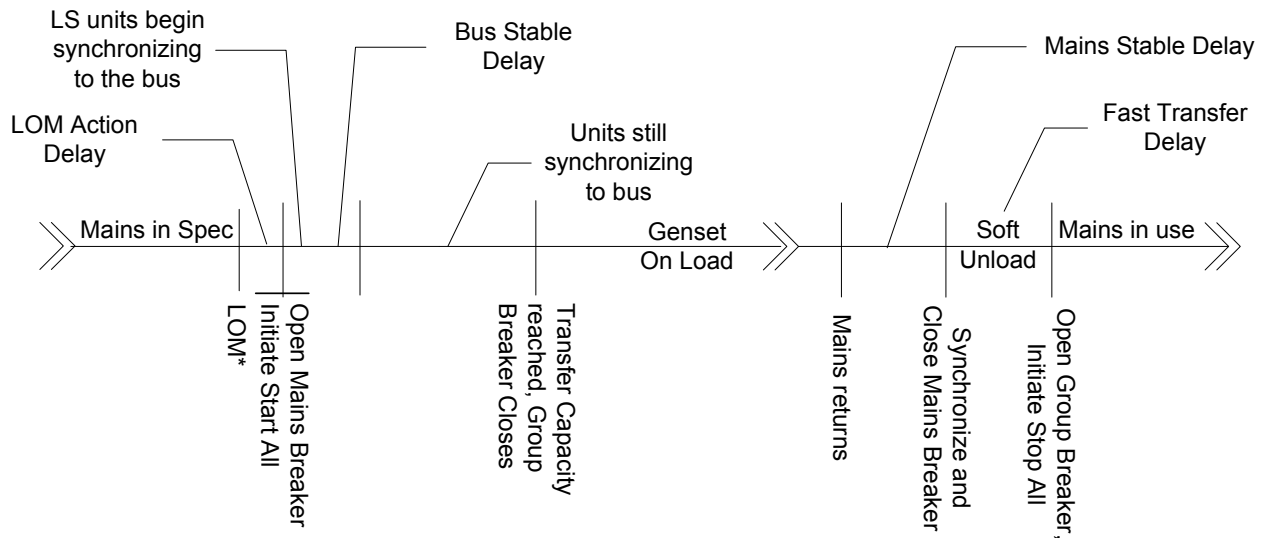 LS units begin
synchronizing
to the bus
Bus Stable
Delay
Mains Stable Delay
LOM Action
Delay
Units still
synchronizing
to bus
Fast Transfer
Delay
Mains in Spec
Genset
On Load
Soft
Unload
Mains in use
LOM*
Open Mains Breaker
Initiate Start All
Transfer Capacity
reached, Group
Breaker Closes
Mains returns
Synchronize and
Close Mains Breaker
Open Group Breaker,
Initiate Stop All